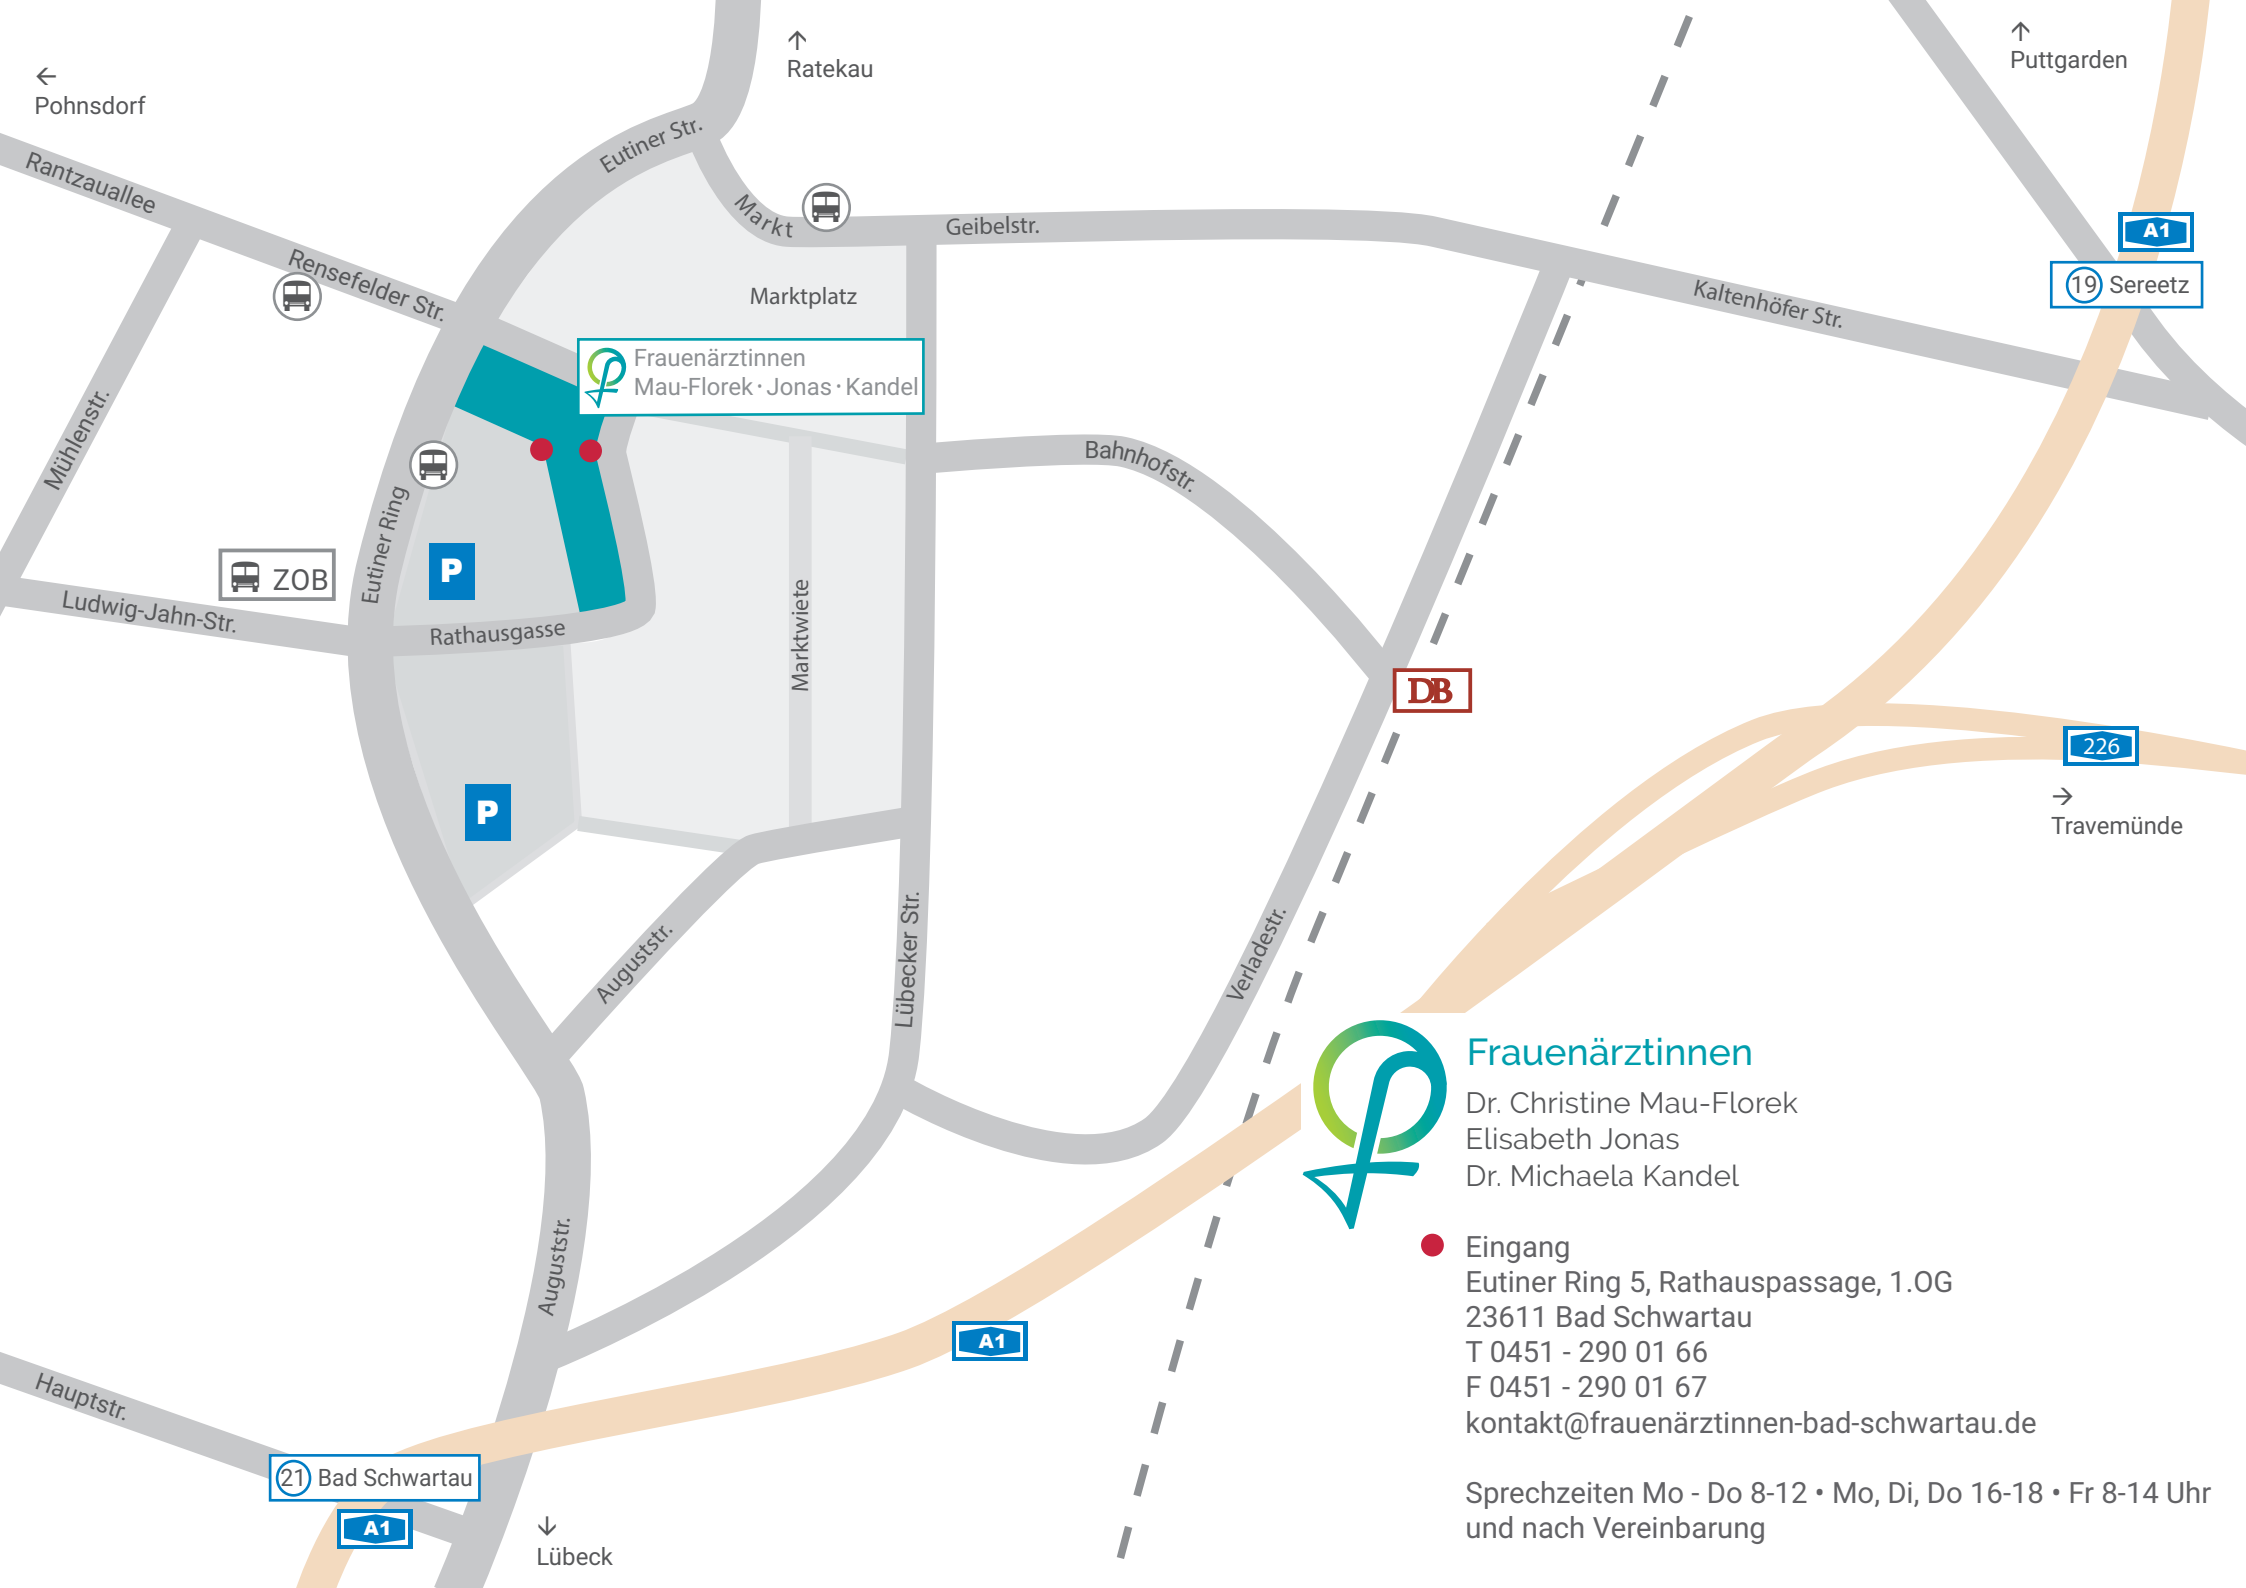 Ratekau
Puttgarden
Pohnsdorf
Eutiner Str.
Rantzauallee
Markt
Geibelstr.
A1
19 Sereetz
Rensefelder Str.
Marktplatz
Kaltenhöfer Str.
Frauenärztinnen
Mau-Florek · Jonas · Kandel
Mühlenstr.
Bahnhofstr.
Eutiner Ring
P
ZOB
Ludwig-Jahn-Str.
Rathausgasse
Marktwiete
DB
226
Travemünde
P
Auguststr.
Lübecker Str.
Verladestr.
Auguststr.
A1
Hauptstr.
21 Bad Schwartau
A1
Lübeck
Frauenärztinnen
Dr. Christine Mau-Florek
Elisabeth Jonas
Dr. Michaela Kandel
Eingang
Eutiner Ring 5, Rathauspassage, 1.OG
23611 Bad Schwartau
T 0451 - 290 01 66
F 0451 - 290 01 67
kontakt@frauenärztinnen-bad-schwartau.de
Sprechzeiten Mo - Do 8-12 • Mo, Di, Do 16-18 • Fr 8-14 Uhr
und nach Vereinbarung